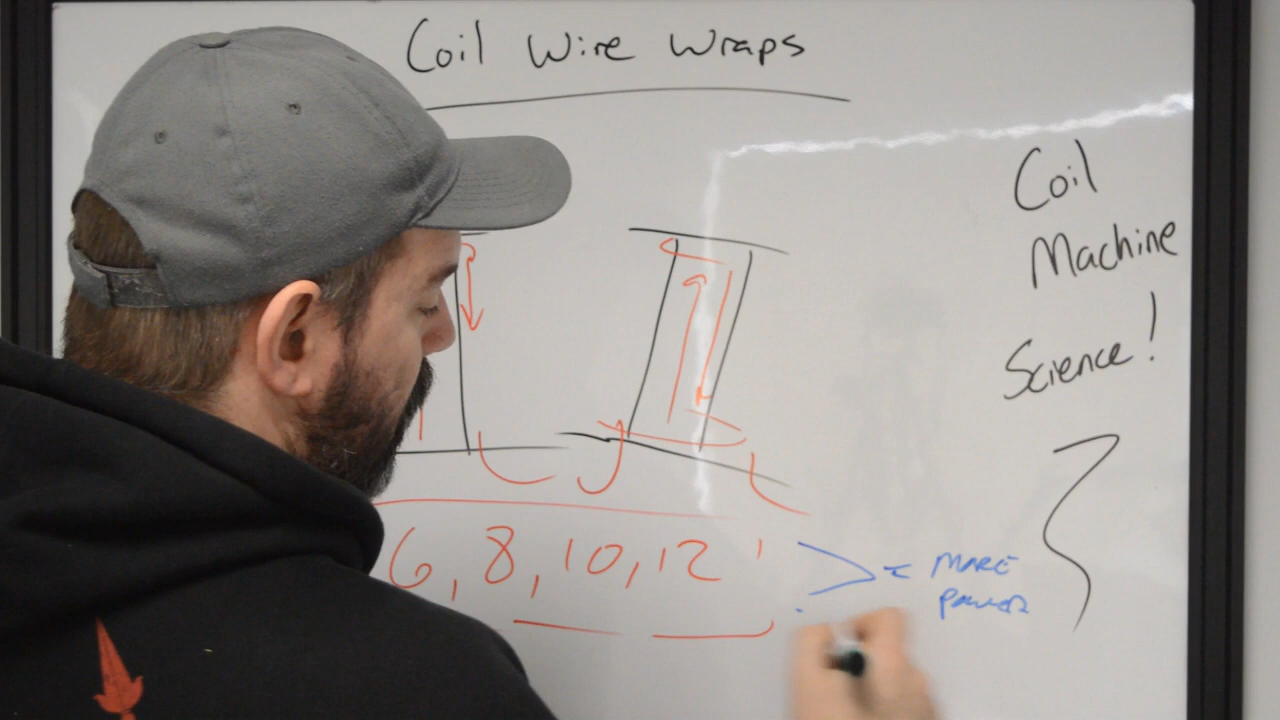 Coil Wire Wraps
Coil
Machine
Science!
6, 8, 10, 12 '
MORE
POWER